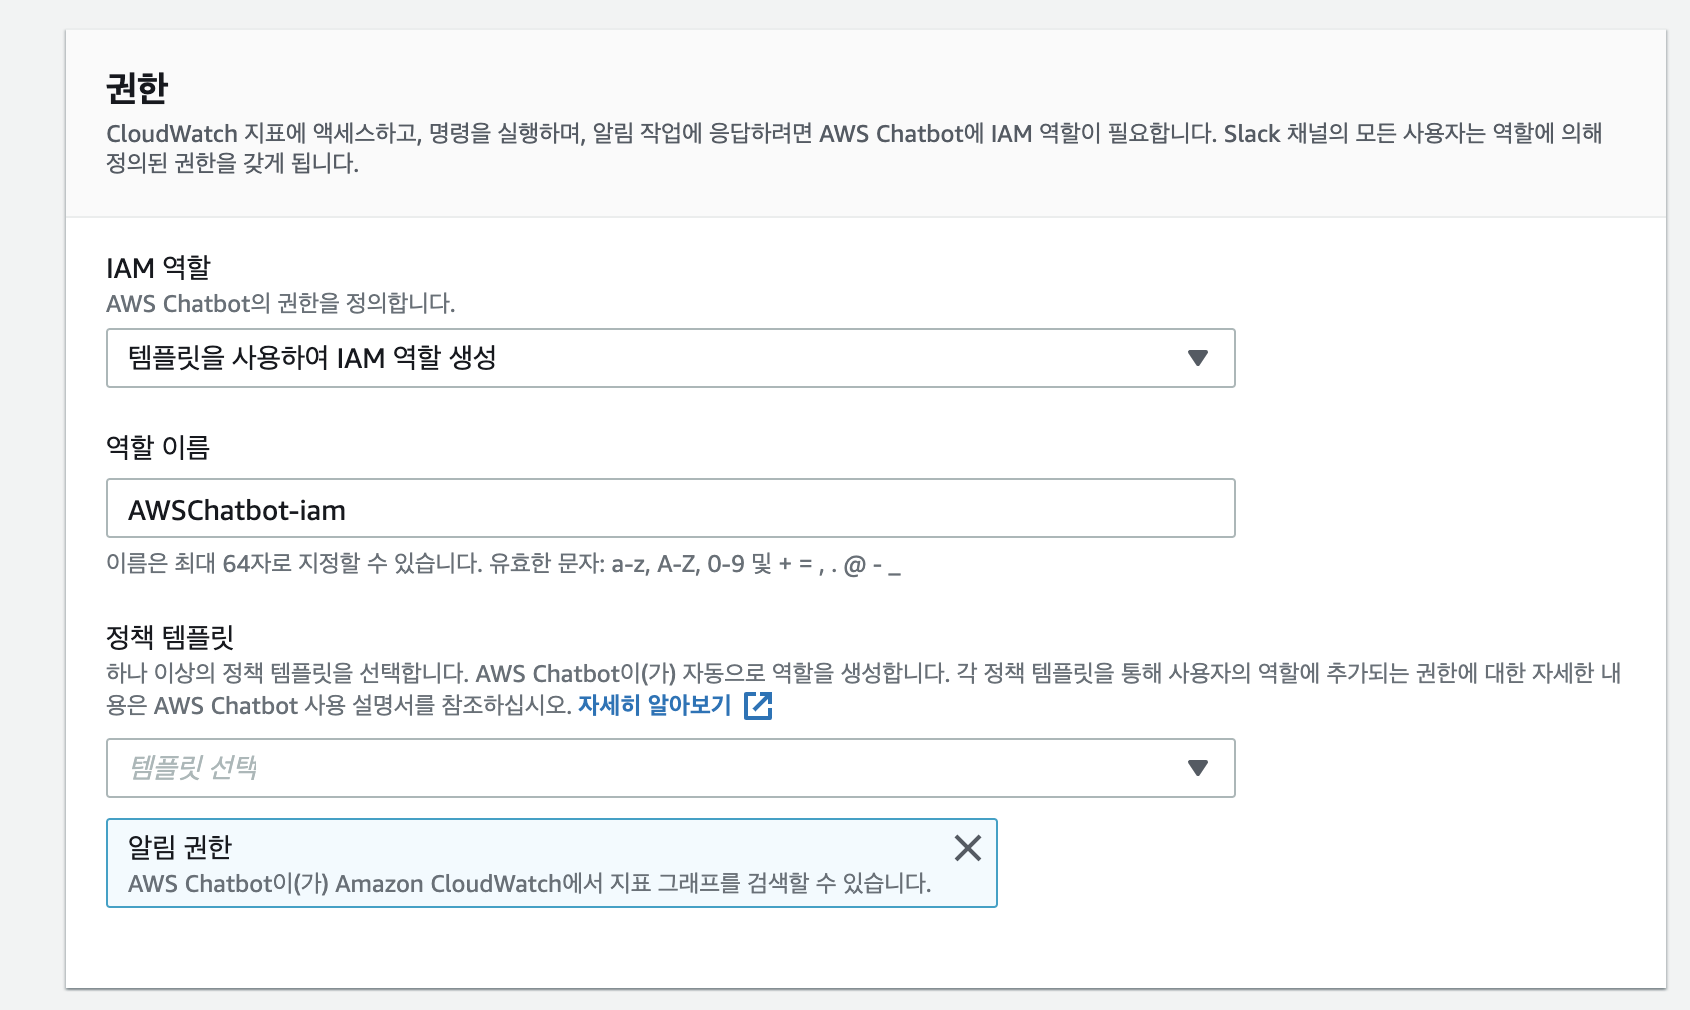 권한
CloudWatch 지표에 액세스하고, 명령을 실행하며, 알림 작업에 응답하려면 AWS Chatbot에 IAM 역할이 필요합니다. Slack 채널의 모든 사용자는 역할에 의해
정의된 권한을 갖게 됩니다.
IAM 역할
AWS Chatbot의 권한을 정의합니다.
템플릿을 사용하여 IAM 역할 생성
역할 이름
AWSChatbot-iam
이름은 최대 64자로 지정할 수 있습니다. 유효한 문자: a-z, A-Z, 0-9 및 + = , . @ - _
정책 템플릿
하나 이상의 정책 템플릿을 선택합니다. AWS Chatbot이(가) 자동으로 역할을 생성합니다. 각 정책 템플릿을 통해 사용자의 역할에 추가되는 권한에 대한 자세한 내
용은 AWS Chatbot 사용 설명서를 참조하십시오. 자세히 알아보기
템플릿 선택
알림 권한
AWS Chatbot이(가) Amazon CloudWatch에서 지표 그래프를 검색할 수 있습니다.